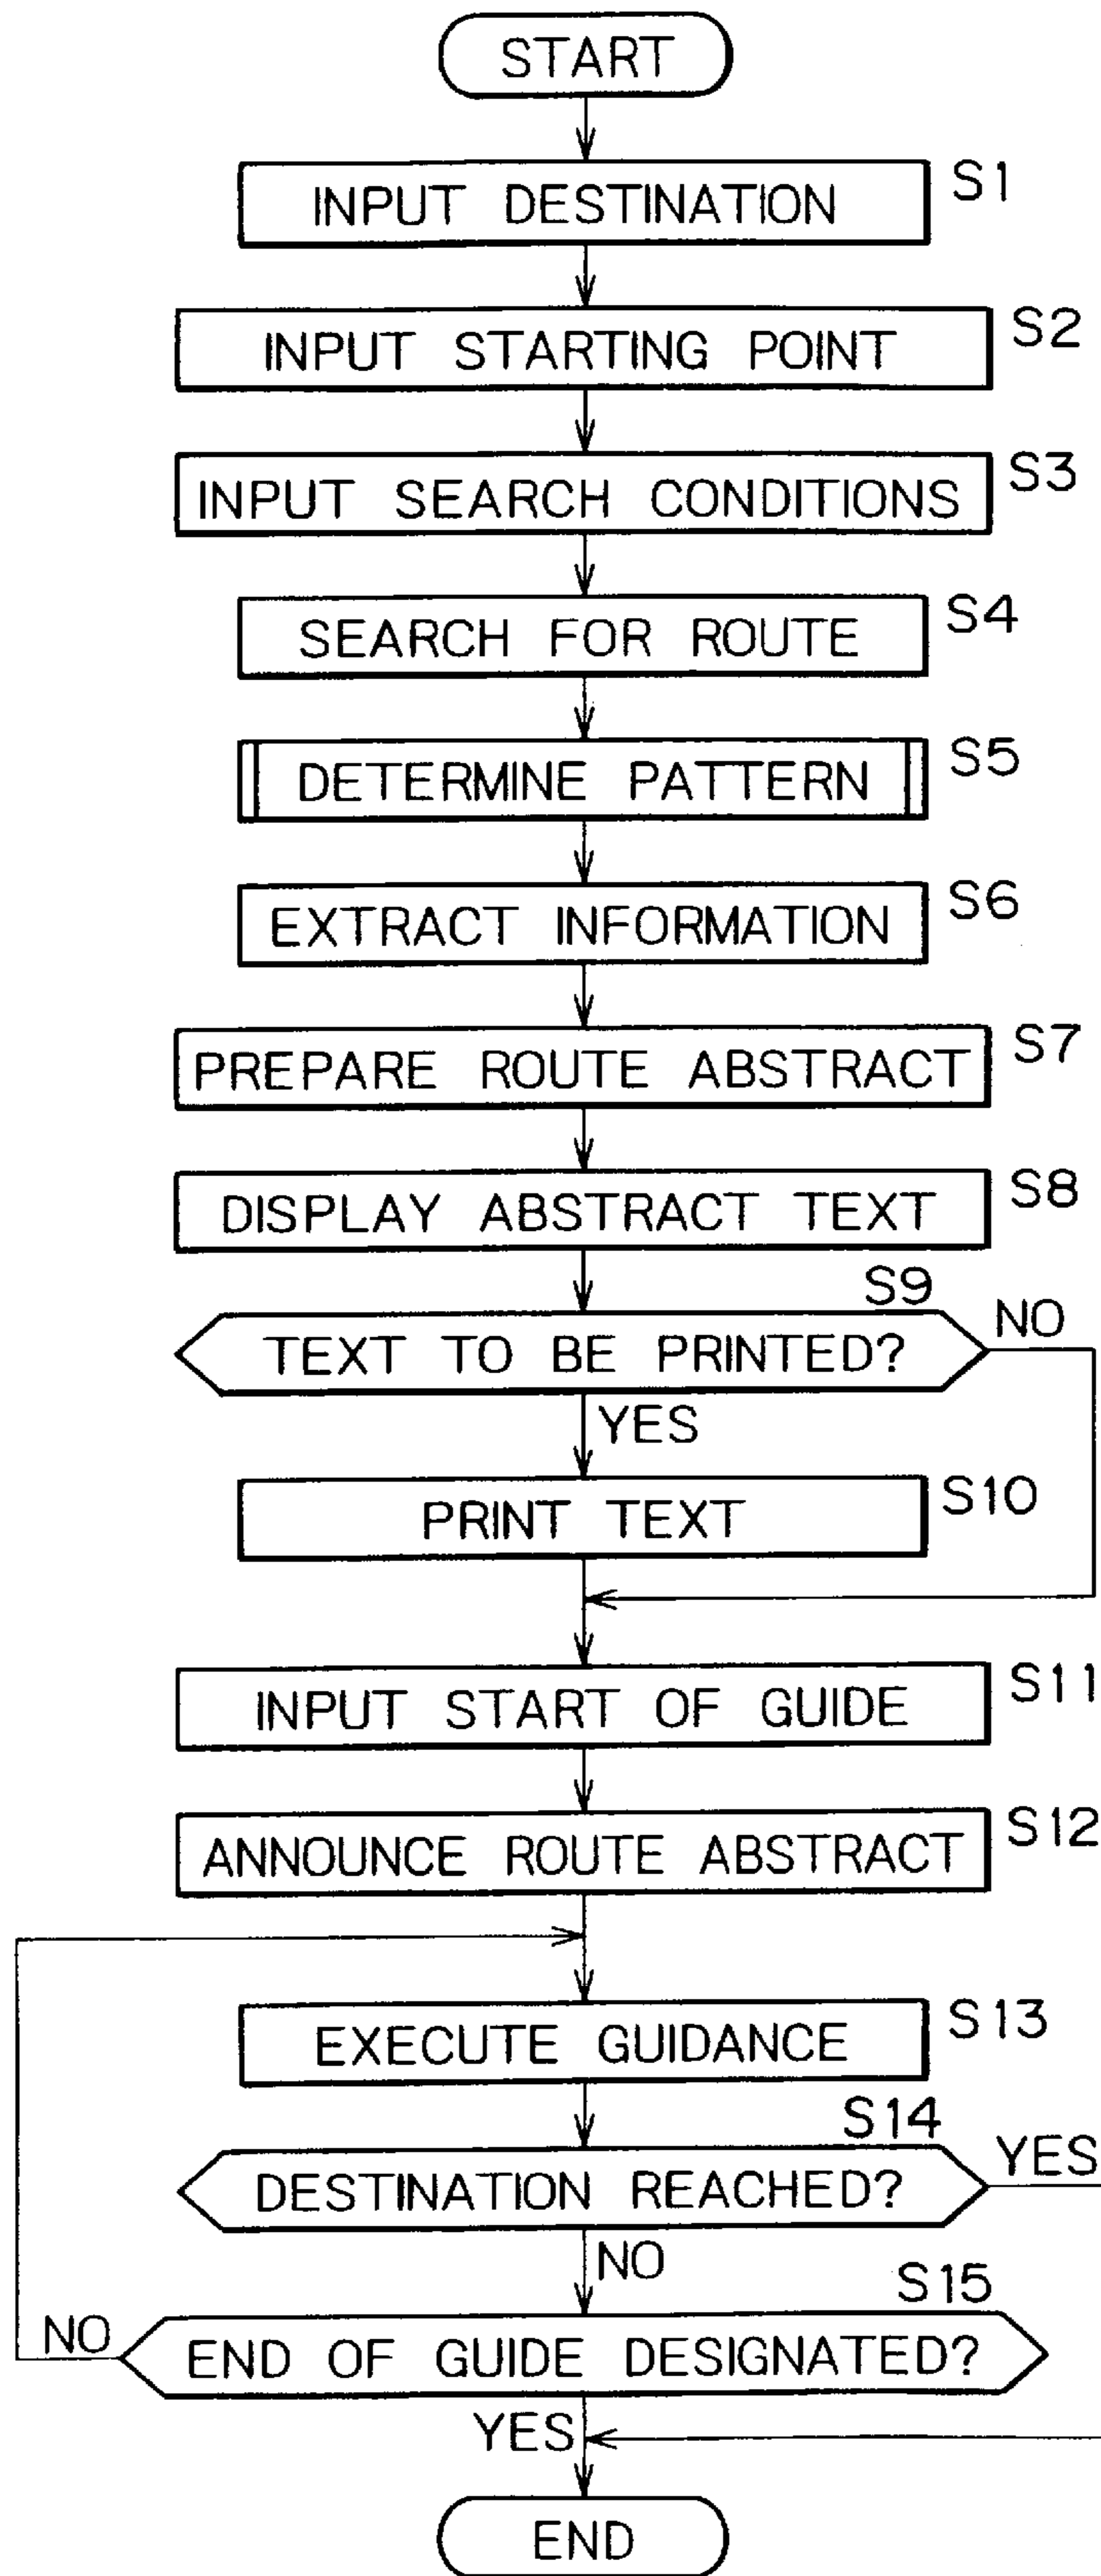 START
INPUT DESTINATION S1
INPUT STARTING POINT S2
INPUT SEARCH CONDITIONS S3
SEARCH FOR ROUTE S4
DETERMINE PATTERN S5
EXTRACT INFORMATION S6
PREPARE ROUTE ABSTRACT S7
DISPLAY ABSTRACT TEXT S8
S9
TEXT TO BE PRINTED? NO
YES
PRINT TEXT S10
INPUT START OF GUIDE S11
ANNOUNCE ROUTE ABSTRACT S12
EXECUTE GUIDANCE S13
S14
DESTINATION REACHED? YES
NO
S15
NO END OF GUIDE DESIGNATED?
YES
END